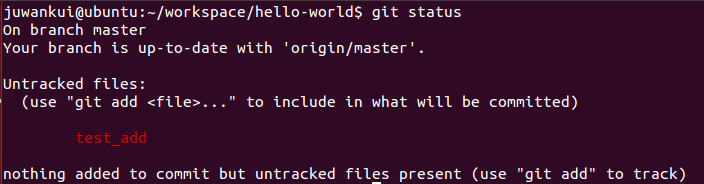 juwankui@ubuntu:~/workspace/hello-world$ git status
On branch master
Your branch is up-to-date with 'origin/master'.
Untracked files:
  (use "git add <file>..." to include in what will be committed)
        test_add
nothing added to commit but untracked files present (use "git add" to track)